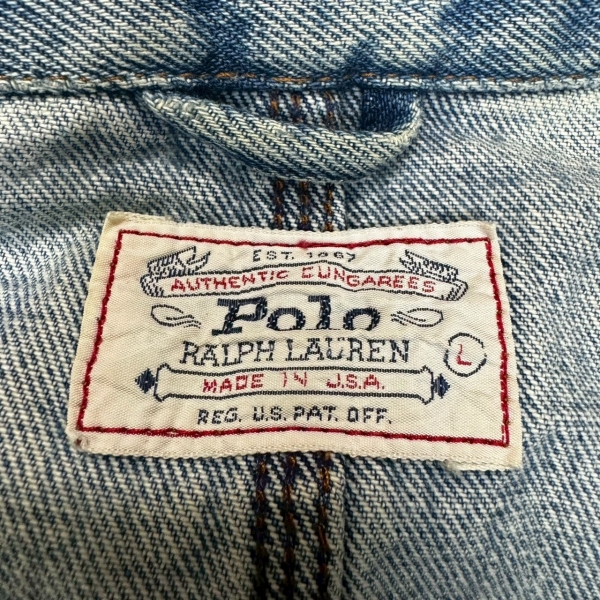 EST. 1967
AUTHENTIC DUNGAREES
Polo
RALPH LAUREN
L
MADE IN U.S.A.
REG. U.S. PAT. OFF.